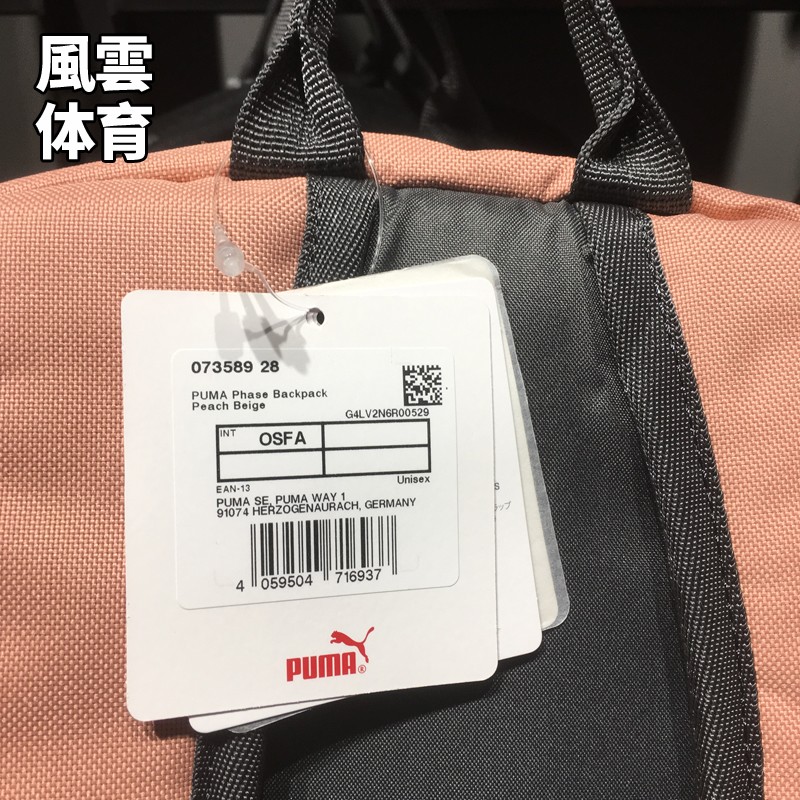 風雲
体育
073589 28
PUMA Phase Backpack
Peach Beige
G4LV2N6R00529
INT OSFA
EAN-13 Unisex
PUMA SE, PUMA WAY 1
91074 HERZOGENAURACH, GERMANY
4 059504 716937
PUMA®